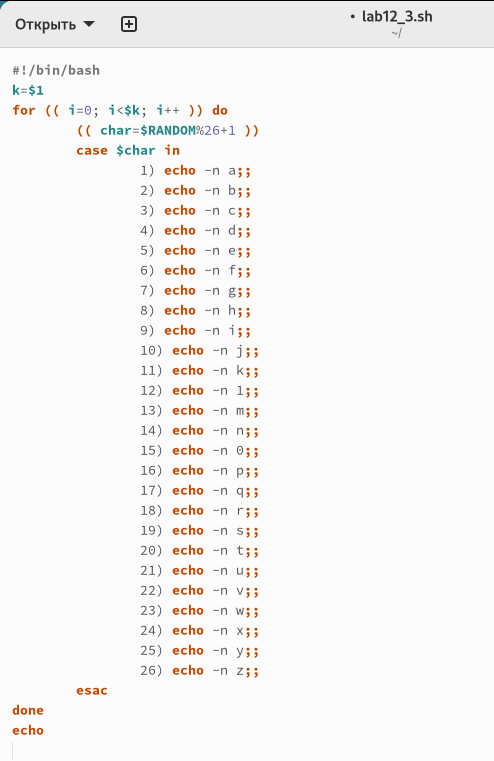 Открыть
• lab12_3.sh
~/
#!/bin/bash
k=$1
for (( i=0; i<$k; i++ )) do
        (( char=$RANDOM%26+1 ))
        case $char in
                1) echo -n a;;
                2) echo -n b;;
                3) echo -n c;;
                4) echo -n d;;
                5) echo -n e;;
                6) echo -n f;;
                7) echo -n g;;
                8) echo -n h;;
                9) echo -n i;;
                10) echo -n j;;
                11) echo -n k;;
                12) echo -n l;;
                13) echo -n m;;
                14) echo -n n;;
                15) echo -n 0;;
                16) echo -n p;;
                17) echo -n q;;
                18) echo -n r;;
                19) echo -n s;;
                20) echo -n t;;
                21) echo -n u;;
                22) echo -n v;;
                23) echo -n w;;
                24) echo -n x;;
                25) echo -n y;;
                26) echo -n z;;
        esac
done
echo